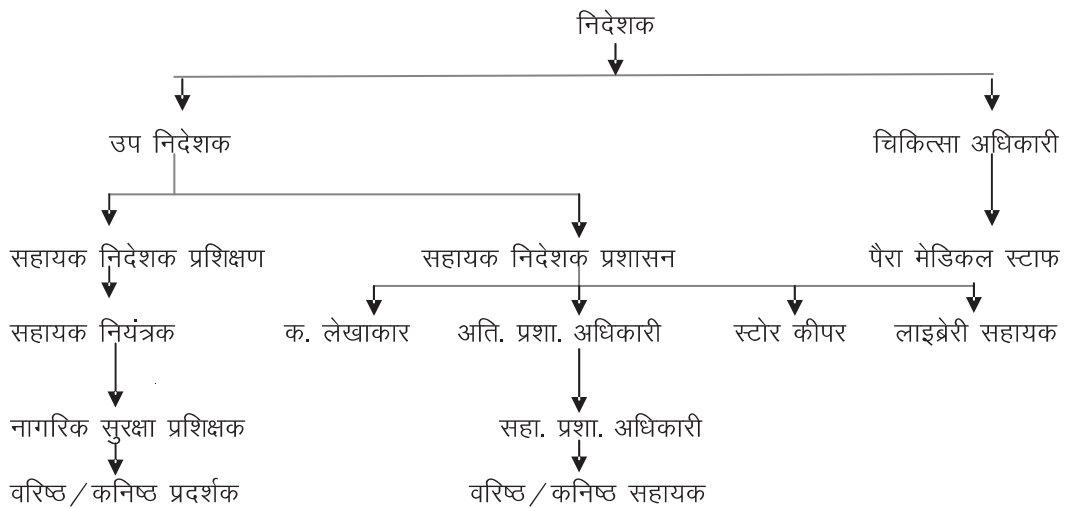 निदेशक
उप निदेशक
चिकित्सा अधिकारी
सहायक निदेशक प्रशिक्षण
सहायक निदेशक प्रशासन
पैरा मेडिकल स्टाफ
सहायक नियंत्रक
क. लेखाकार
अति. प्रशा. अधिकारी
स्टोर कीपर
लाइब्रेरी सहायक
नागरिक सुरक्षा प्रशिक्षक
सहा. प्रशा. अधिकारी
वरिष्ठ/कनिष्ठ प्रदर्शक
वरिष्ठ/कनिष्ठ सहायक